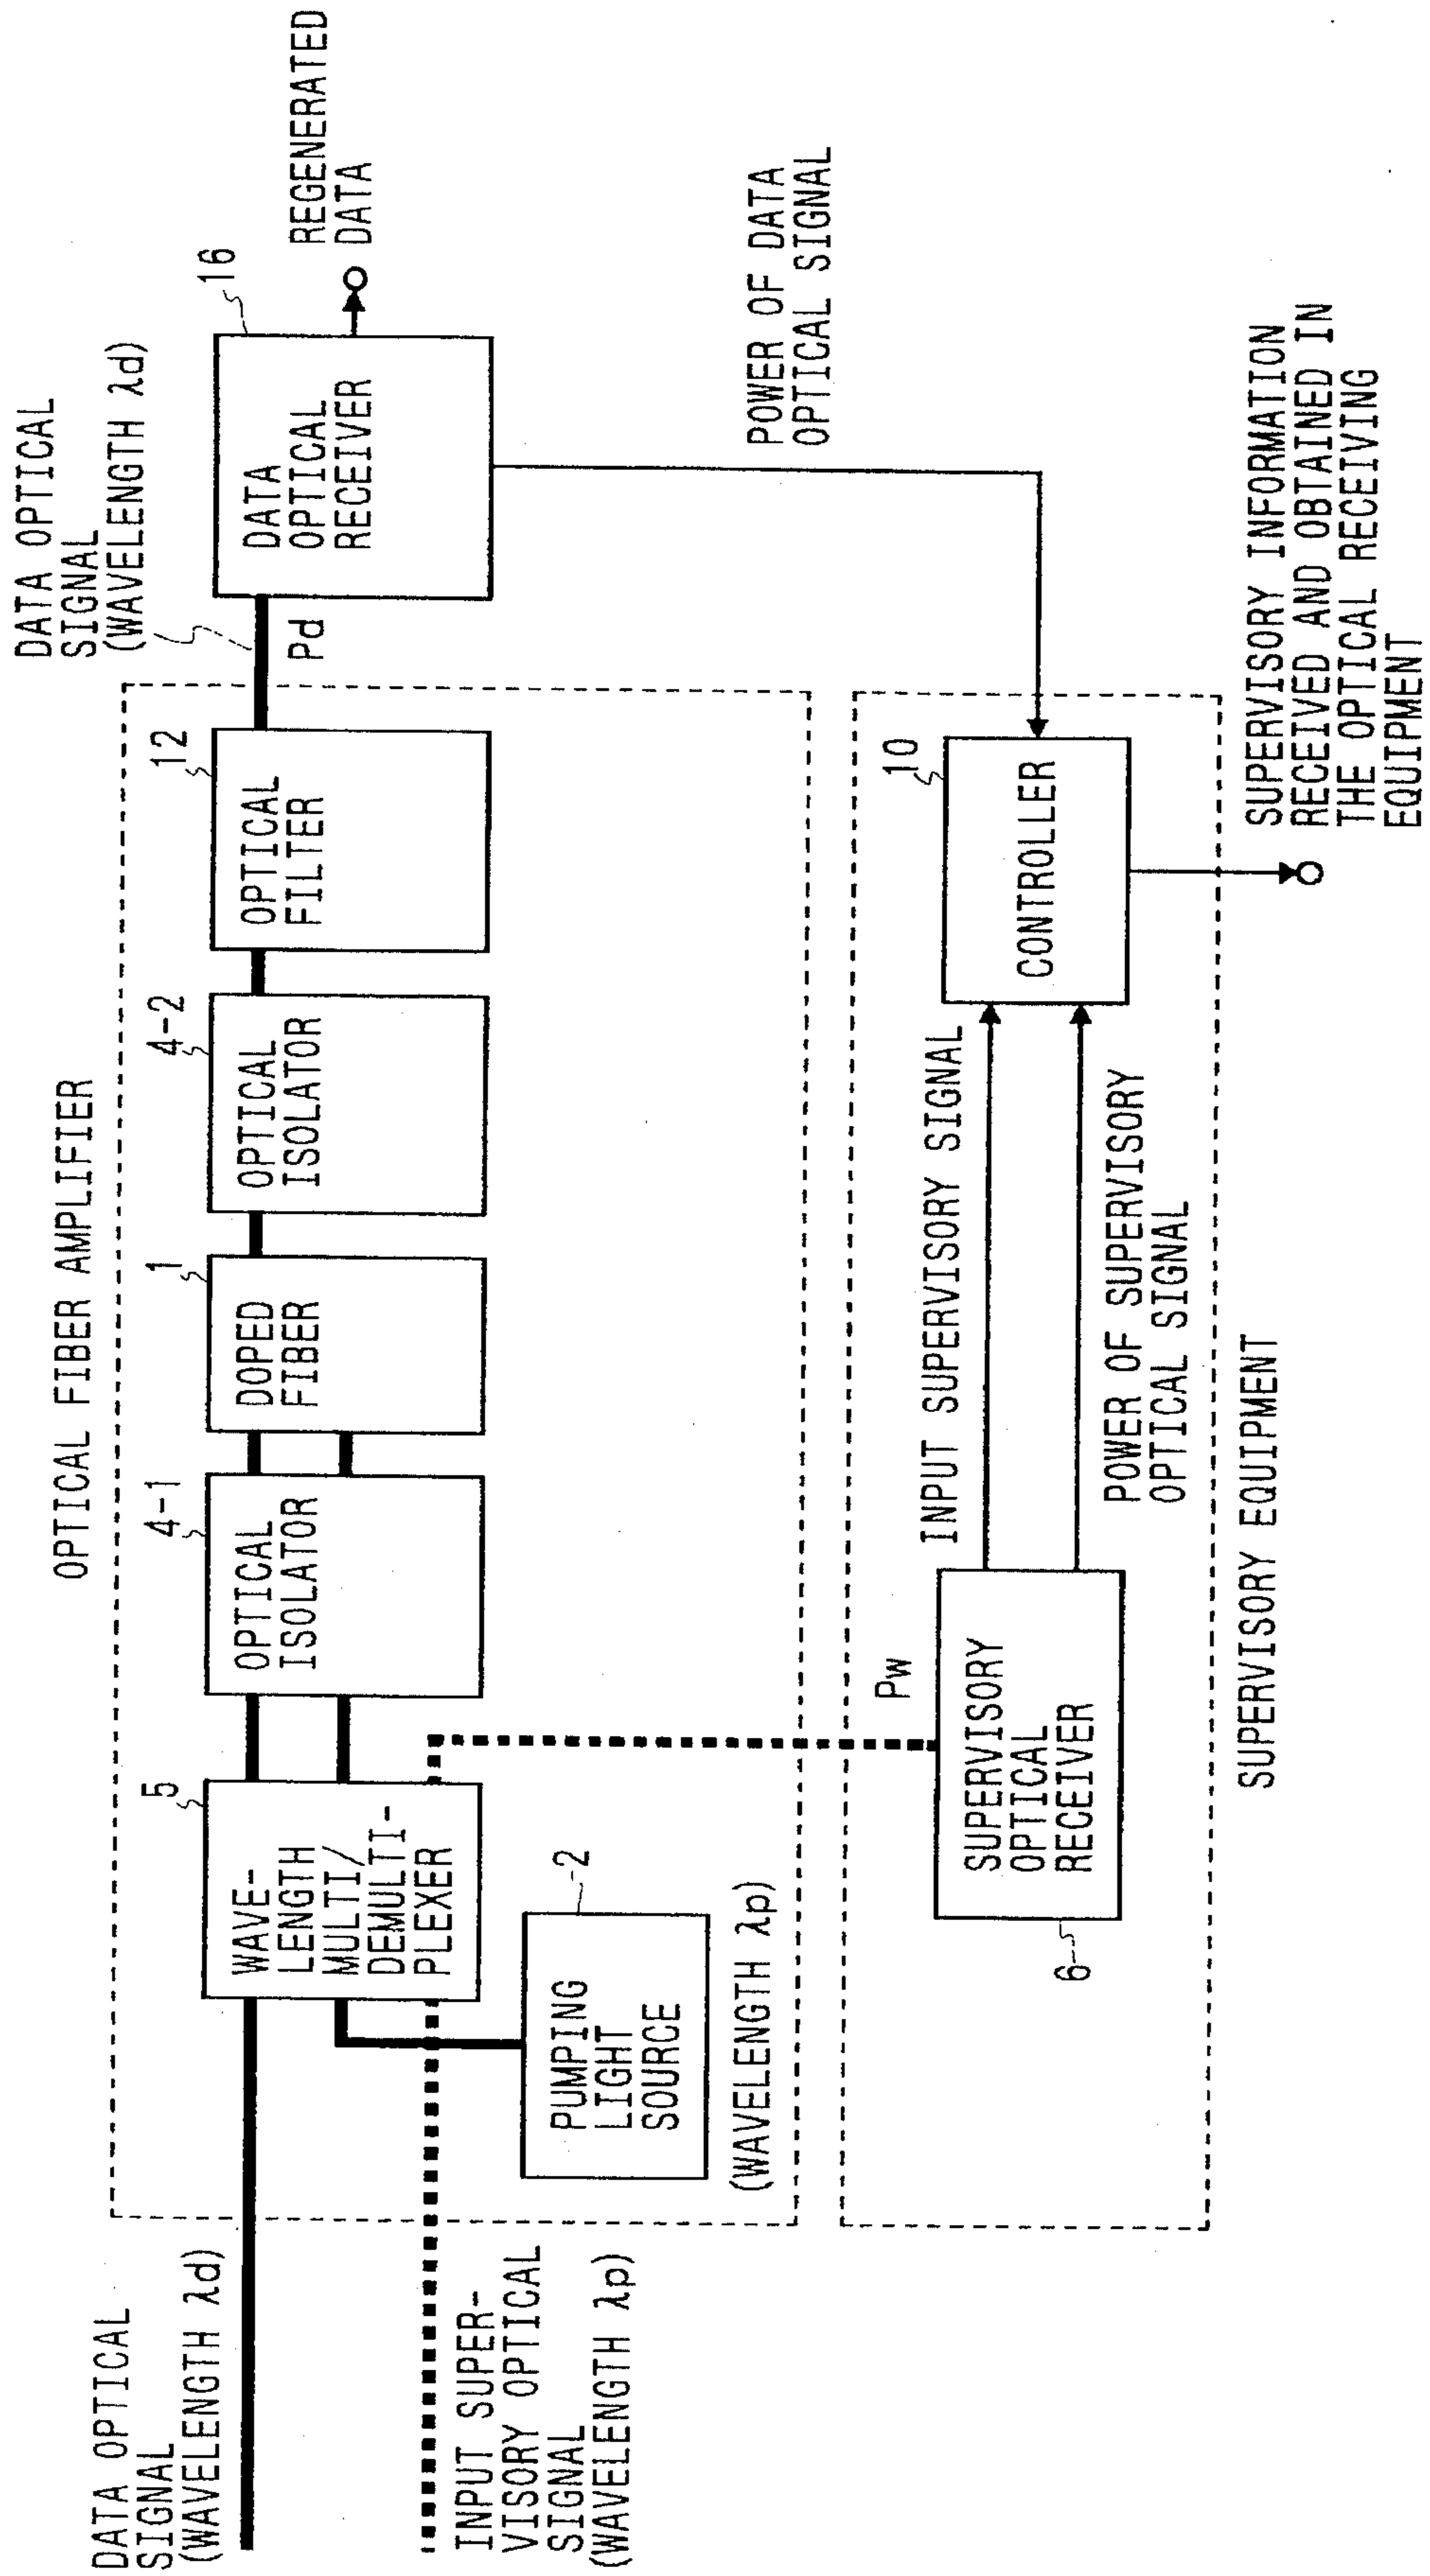 DATA OPTICAL
SIGNAL
(WAVELENGTH λd)
INPUT SUPER-
VISORY OPTICAL
SIGNAL
(WAVELENGTH λp)
OPTICAL FIBER AMPLIFIER
5
WAVE-
LENGTH
MULTI/
DEMULTI-
PLEXER
2
PUMPING
LIGHT
SOURCE
(WAVELENGTH λp)
4-1
OPTICAL
ISOLATOR
1
DOPED
FIBER
4-2
OPTICAL
ISOLATOR
12
OPTICAL
FILTER
DATA OPTICAL
SIGNAL
(WAVELENGTH λd)
Pd
16
DATA
OPTICAL
RECEIVER
REGENERATED
DATA
POWER OF DATA
OPTICAL SIGNAL
Pw
6
SUPERVISORY
OPTICAL
RECEIVER
INPUT SUPERVISORY SIGNAL
POWER OF SUPERVISORY
OPTICAL SIGNAL
10
CONTROLLER
SUPERVISORY EQUIPMENT
SUPERVISORY INFORMATION
RECEIVED AND OBTAINED IN
THE OPTICAL RECEIVING
EQUIPMENT